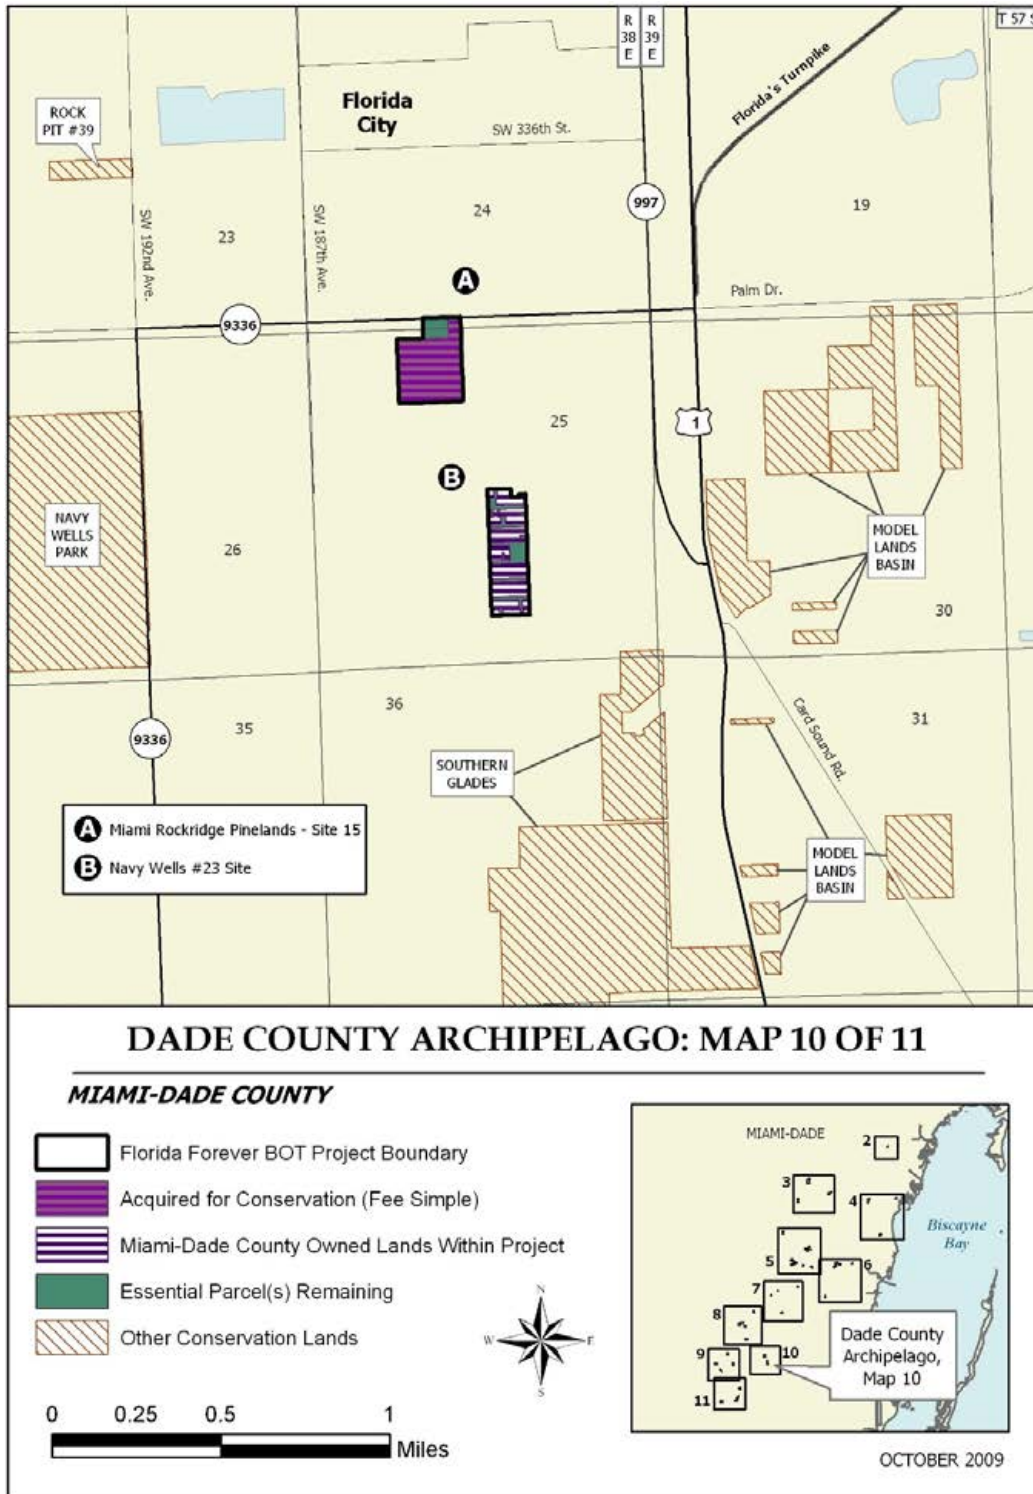 R
38
E
R
39
E
T 57 S
ROCK
PIT #39
Florida
City
SW 336th St.
Florida's Turnpike
SW 192nd Ave.
SW 187th Ave.
997
23
24
19
A
Palm Dr.
9336
25
1
B
NAVY
WELLS
PARK
26
MODEL
LANDS
BASIN
30
36
35
31
9336
Card Sound Rd.
SOUTHERN
GLADES
A Miami Rockridge Pinelands - Site 15
B Navy Wells #23 Site
MODEL
LANDS
BASIN
DADE COUNTY ARCHIPELAGO: MAP 10 OF 11
MIAMI-DADE COUNTY
Florida Forever BOT Project Boundary
Acquired for Conservation (Fee Simple)
Miami-Dade County Owned Lands Within Project
Essential Parcel(s) Remaining
Other Conservation Lands
N
W E
S
0 0.25 0.5 1
Miles
MIAMI-DADE
2
3
4
Biscayne
Bay
5
6
7
8
9
10
11
Dade County
Archipelago,
Map 10
OCTOBER 2009